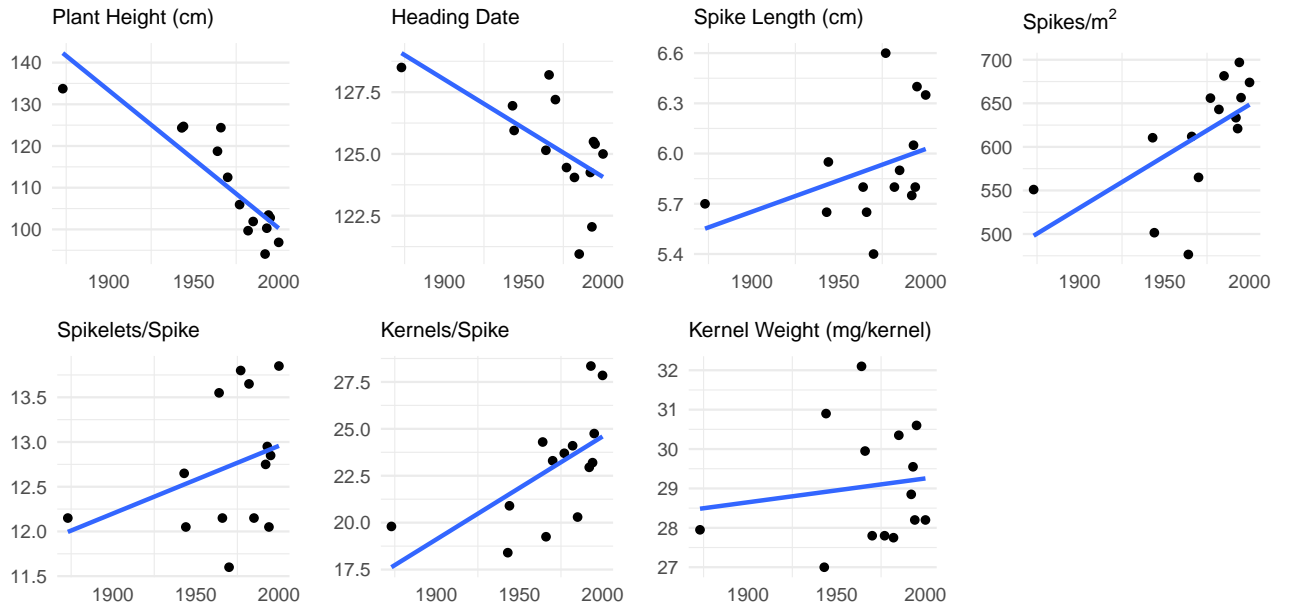 Plant Height (cm)
140
130
120
110
100
1900 1950 2000
Heading Date
127.5
125.0
122.5
1900 1950 2000
Spike Length (cm)
6.6
6.3
6.0
5.7
5.4
1900 1950 2000
Spikes/m²
700
650
600
550
500
1900 1950 2000
Spikelets/Spike
13.5
13.0
12.5
12.0
11.5
1900 1950 2000
Kernels/Spike
27.5
25.0
22.5
20.0
17.5
1900 1950 2000
Kernel Weight (mg/kernel)
32
31
30
29
28
27
1900 1950 2000